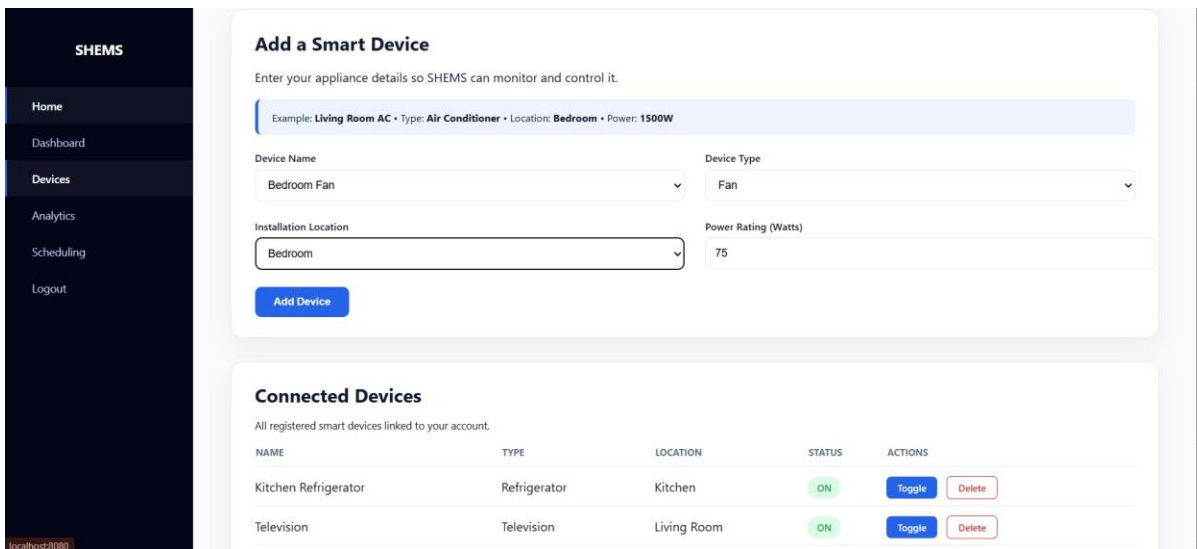 SHEMS
Home
Dashboard
Devices
Analytics
Scheduling
Logout
localhost:8080
Add a Smart Device
Enter your appliance details so SHEMS can monitor and control it.
Example: Living Room AC • Type: Air Conditioner • Location: Bedroom • Power: 1500W
Device Name Device Type
Bedroom Fan Fan
Installation Location Power Rating (Watts)
Bedroom 75
Add Device
Connected Devices
All registered smart devices linked to your account.
NAME TYPE LOCATION STATUS ACTIONS
Kitchen Refrigerator Refrigerator Kitchen ON Toggle Delete
Television Television Living Room ON Toggle Delete